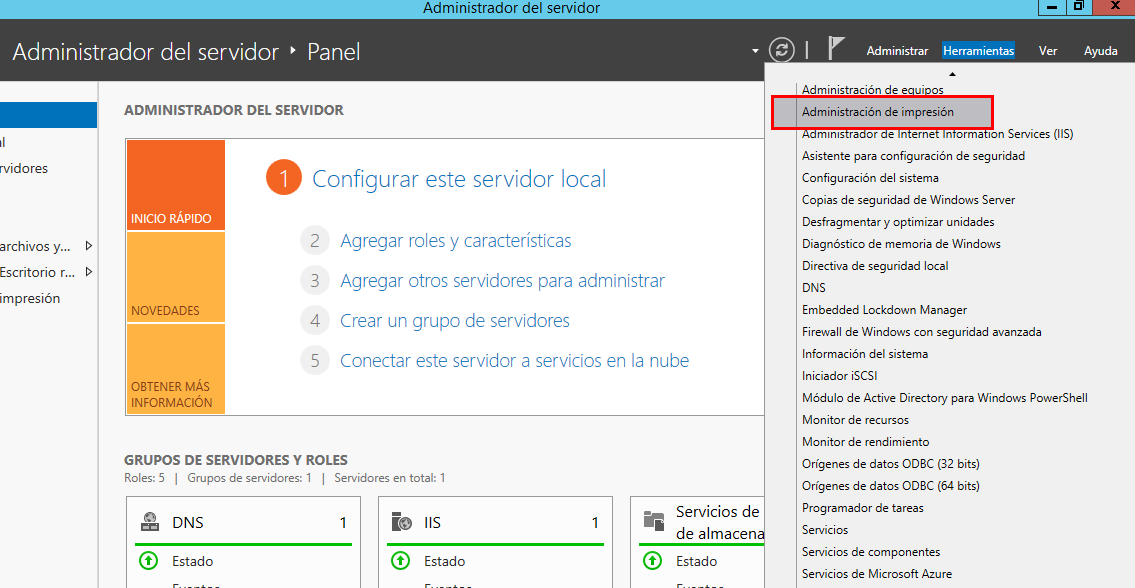 Administrador del servidor
Administrador del servidor ‣ Panel
Administrar Herramientas Ver Ayuda
rvidores
archivos y...
Escritorio r...
impresión
ADMINISTRADOR DEL SERVIDOR
INICIO RÁPIDO
NOVEDADES
OBTENER MÁS
INFORMACIÓN
1 Configurar este servidor local
2 Agregar roles y características
3 Agregar otros servidores para administrar
4 Crear un grupo de servidores
5 Conectar este servidor a servicios en la nube
GRUPOS DE SERVIDORES Y ROLES
Roles: 5 | Grupos de servidores: 1 | Servidores en total: 1
DNS 1
Estado
Eventos
IIS 1
Estado
Eventos
Servicios de
de almacena
Estado
Eventos
Administración de equipos
Administración de impresión
Administrador de Internet Information Services (IIS)
Asistente para configuración de seguridad
Configuración del sistema
Copias de seguridad de Windows Server
Desfragmentar y optimizar unidades
Diagnóstico de memoria de Windows
Directiva de seguridad local
DNS
Embedded Lockdown Manager
Firewall de Windows con seguridad avanzada
Información del sistema
Iniciador iSCSI
Módulo de Active Directory para Windows PowerShell
Monitor de recursos
Monitor de rendimiento
Orígenes de datos ODBC (32 bits)
Orígenes de datos ODBC (64 bits)
Programador de tareas
Servicios
Servicios de componentes
Servicios de Microsoft Azure